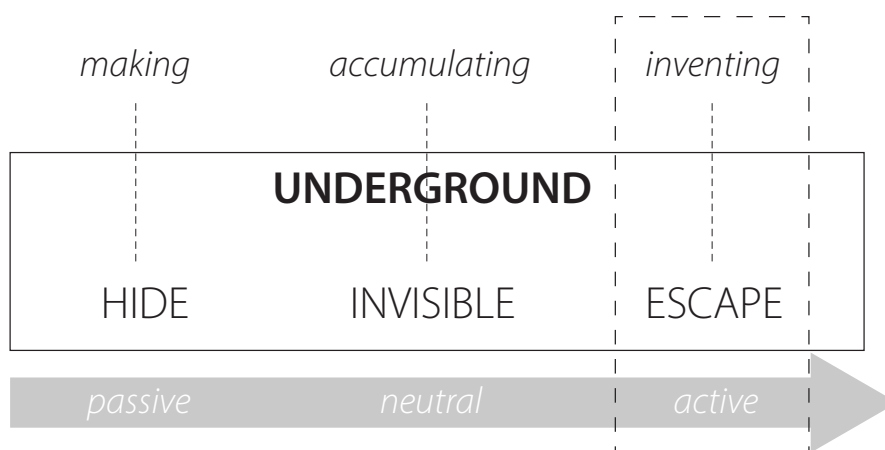 making accumulating inventing
UNDERGROUND
HIDE INVISIBLE ESCAPE
passive neutral active